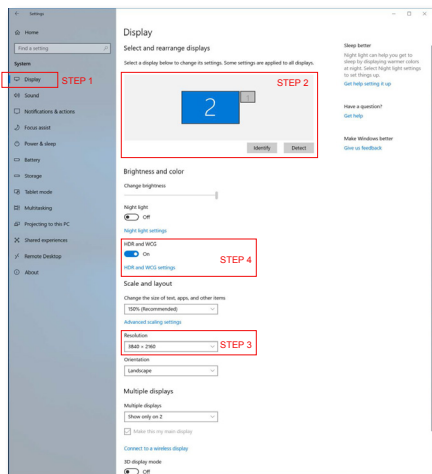 Settings
Home
Find a setting
System
Display
STEP 1
Sound
Notifications & actions
Focus assist
Power & sleep
Battery
Storage
Tablet mode
Multitasking
Projecting to this PC
Shared experiences
Remote Desktop
About
Display
Select and rearrange displays
Select a display below to change its settings. Some settings are applied to all displays.
STEP 2
2
1
Identify
Detect
Brightness and color
Change brightness
Night light
Off
Night light settings
HDR and WCG
On
STEP 4
HDR and WCG settings
Scale and layout
Change the size of text, apps, and other items
150% (Recommended)
Advanced scaling settings
Resolution
3840 × 2160
STEP 3
Orientation
Landscape
Multiple displays
Multiple displays
Show only on 2
Make this my main display
Connect to a wireless display
3D display mode
Off
Sleep better
Night light can help you get to
sleep by displaying warmer colors
at night. Select Night light settings
to set things up.
Get help setting it up
Have a question?
Get help
Make Windows better
Give us feedback